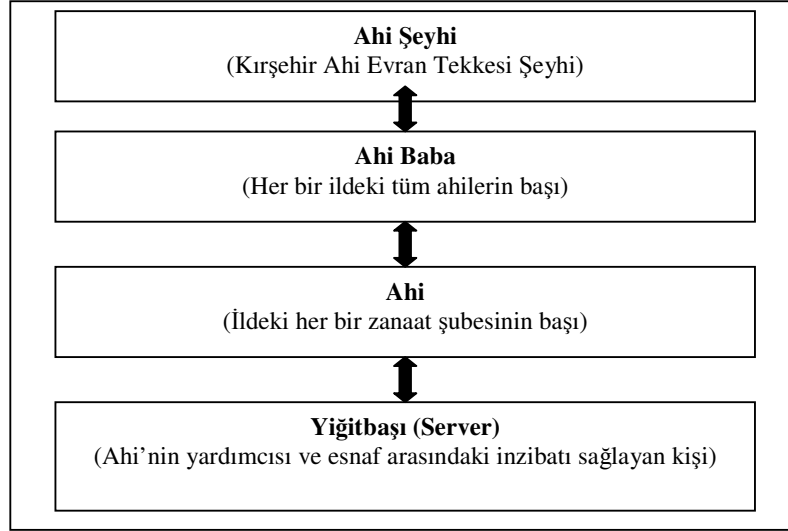 Ahi Şeyhi
(Kırşehir Ahi Evran Tekkesi Şeyhi)
Ahi Baba
(Her bir ildeki tüm ahilerin başı)
Ahi
(İldeki her bir zanaat şubesinin başı)
Yiğitbaşı (Server)
(Ahi’nin yardımcısı ve esnaf arasındaki inzibatı sağlayan kişi)